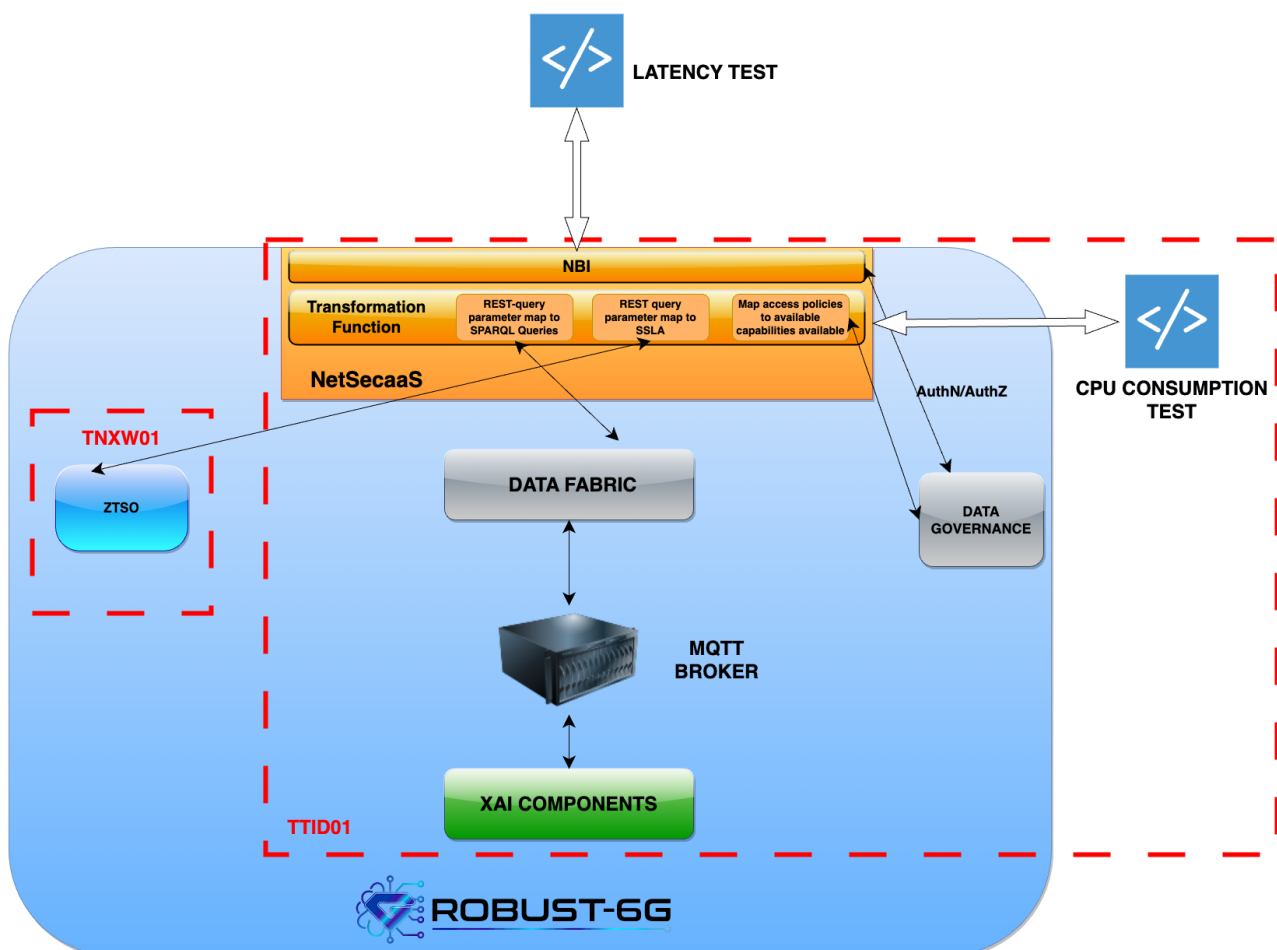 LATENCY TEST
NBI
Transformation
Function
REST-query
parameter map to
SPARQL Queries
REST query
parameter map to
SSLA
Map access policies
to available
capabilities available
NetSecaaS
AuthN/AuthZ
CPU CONSUMPTION
TEST
TNXW01
ZTSO
DATA FABRIC
DATA
GOVERNANCE
MQTT
BROKER
XAI COMPONENTS
TTID01
ROBUST-6G